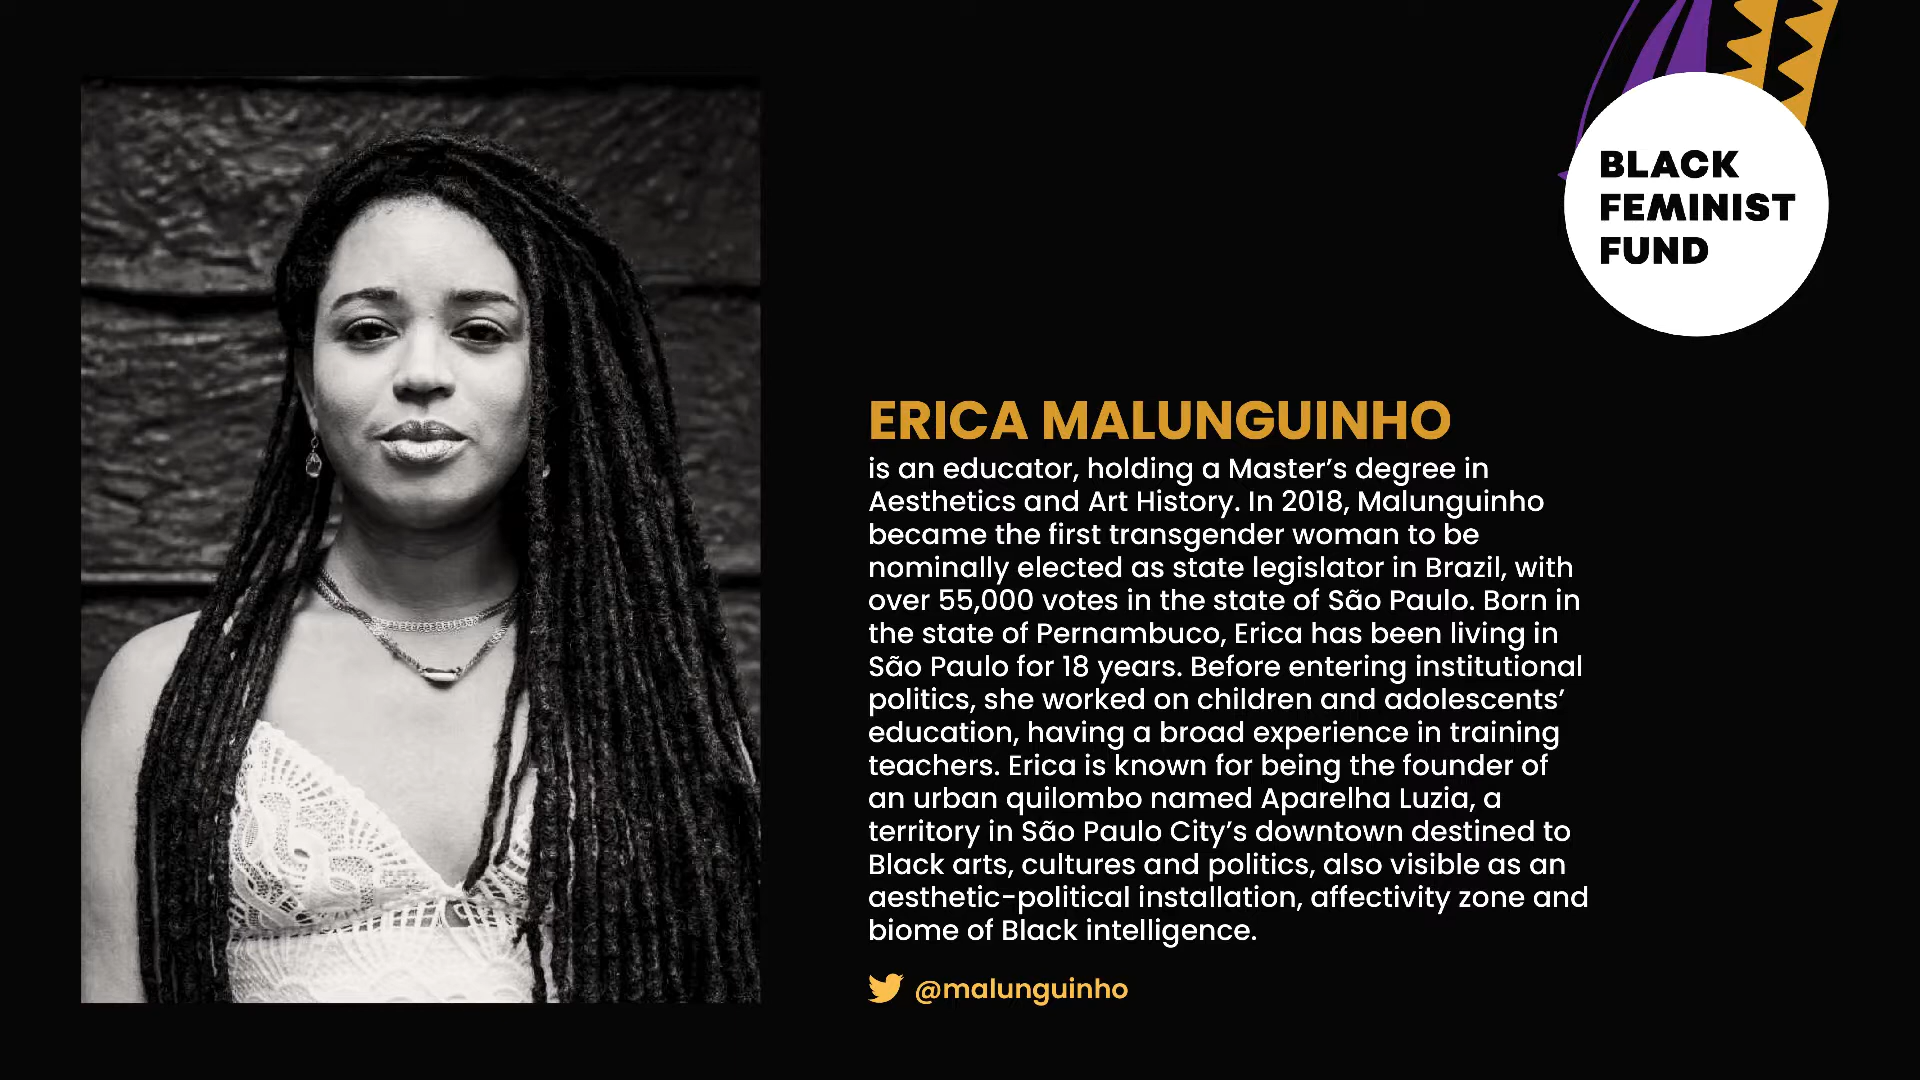 BLACK
FEMINIST
FUND
ERICA MALUNGUINHO
is an educator, holding a Master’s degree in
Aesthetics and Art History. In 2018, Malunguinho
became the first transgender woman to be
nominally elected as state legislator in Brazil, with
over 55,000 votes in the state of São Paulo. Born in
the state of Pernambuco, Erica has been living in
São Paulo for 18 years. Before entering institutional
politics, she worked on children and adolescents’
education, having a broad experience in training
teachers. Erica is known for being the founder of
an urban quilombo named Aparelha Luzia, a
territory in São Paulo City’s downtown destined to
Black arts, cultures and politics, also visible as an
aesthetic-political installation, affectivity zone and
biome of Black intelligence.
@malunguinho